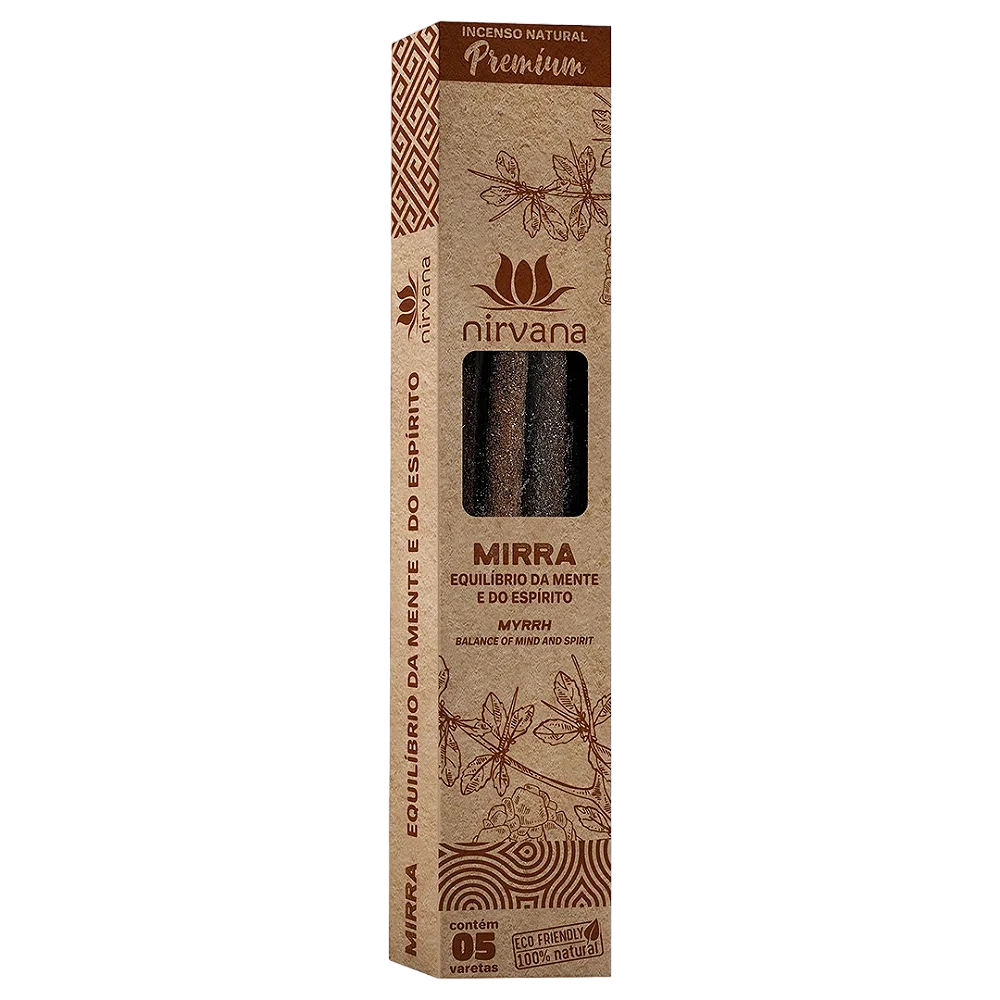 INCENSO NATURAL
Premium
nirvana
MIRRA
EQUILÍBRIO DA MENTE
E DO ESPÍRITO
MYRRH
BALANCE OF MIND AND SPIRIT
contém
05
varetas
ECO FRIENDLY
100% natural
nirvana
MIRRA EQUILÍBRIO DA MENTE E DO ESPÍRITO